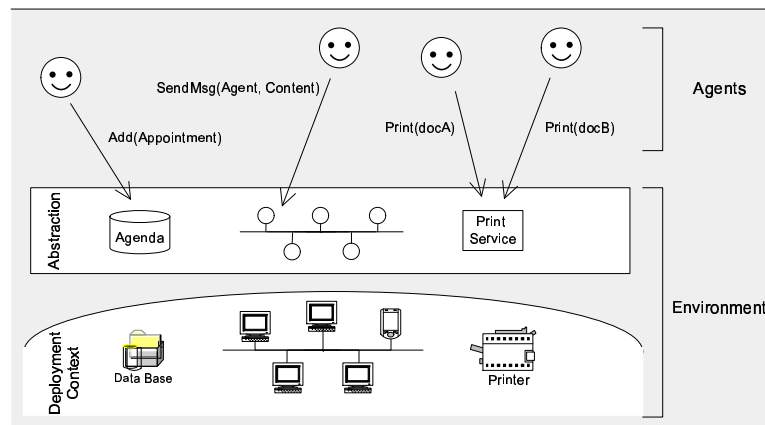 SendMsg(Agent, Content)
Add(Appointment)
Print(docA)
Print(docB)
Agents
Abstraction
Agenda
Print
Service
Environment
Deployment
Context
Data Base
Printer